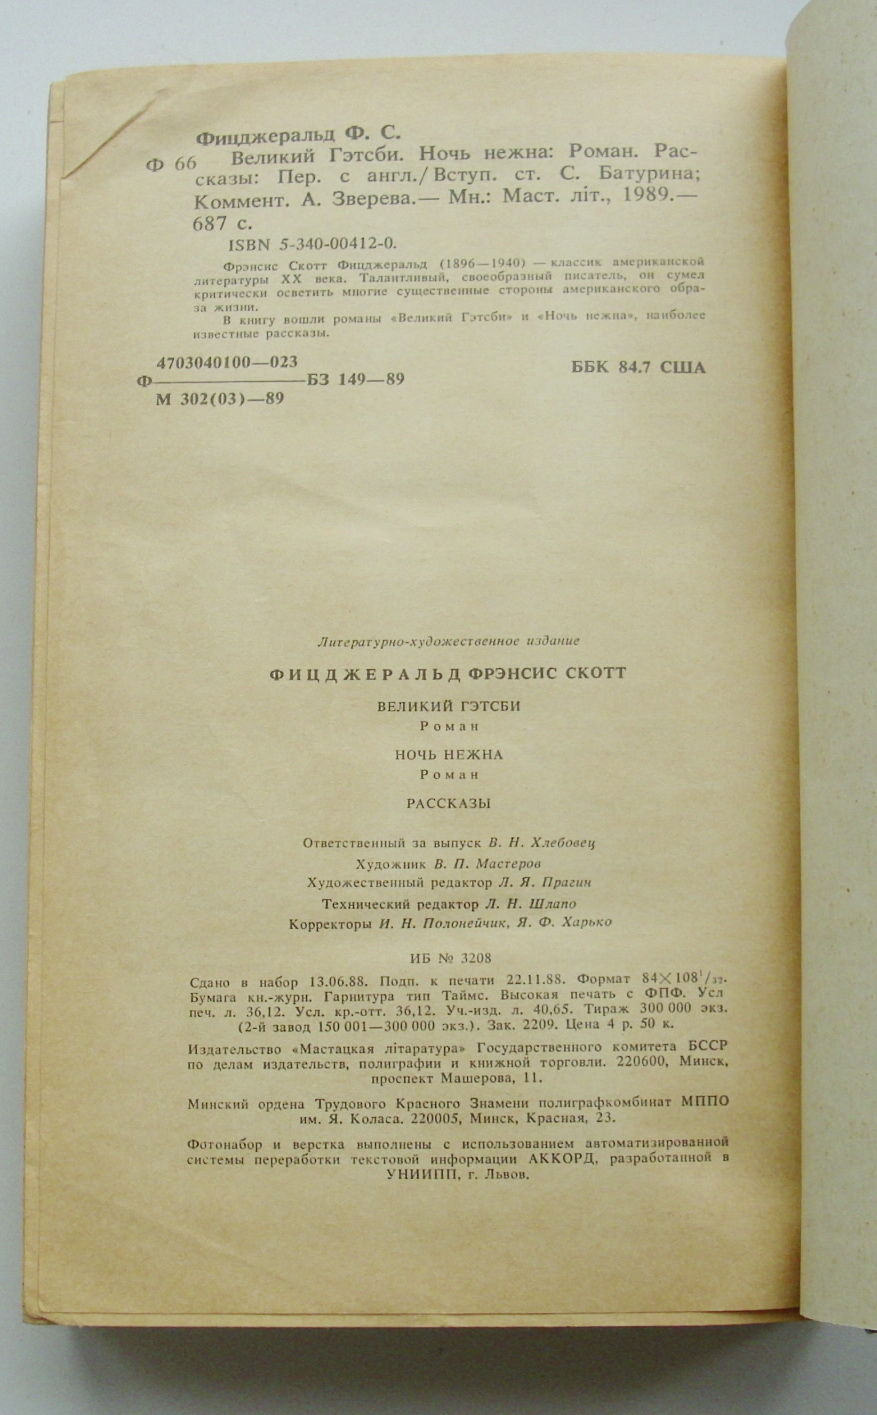 Фицджеральд Ф. С.
Ф 66 Великий Гэтсби. Ночь нежна: Роман. Рас-
сказы: Пер. с англ./Вступ. ст. С. Батурина;
Коммент. А. Зверева.— Мн.: Маст. літ., 1989.—
687 с.
ISBN 5-340-00412-0.
Фрэнсис Скотт Фицджеральд (1896—1940) — классик американской
литературы XX века. Талантливый, своеобразный писатель, он сумел
критически осветить многие существенные стороны американского обра-
за жизни.
В книгу вошли романы «Великий Гэтсби» и «Ночь нежна», наиболее
известные рассказы.
4703040100—023
Ф————БЗ 149—89
М 302(03)—89
ББК 84.7 США
Литературно-художественное издание
ФИЦДЖЕРАЛЬД ФРЭНСИС СКОТТ
ВЕЛИКИЙ ГЭТСБИ
Роман
НОЧЬ НЕЖНА
Роман
РАССКАЗЫ
Ответственный за выпуск В. Н. Хлебовец
Художник В. П. Мастеров
Художественный редактор Л. Я. Прагин
Технический редактор Л. Н. Шлапо
Корректоры И. Н. Полонейчик, Я. Ф. Харько
ИБ № 3208
Сдано в набор 13.06.88. Подп. к печати 22.11.88. Формат 84×108¹/₃₂.
Бумага кн.-журн. Гарнитура тип Таймс. Высокая печать с ФПФ. Усл
печ. л. 36,12. Усл. кр.-отт. 36,12. Уч.-изд. л. 40,65. Тираж 300 000 экз.
(2-й завод 150 001—300 000 экз.). Зак. 2209. Цена 4 р. 50 к.
Издательство «Мастацкая літаратура» Государственного комитета БССР
по делам издательств, полиграфии и книжной торговли. 220600, Минск,
проспект Машерова, 11.
Минский ордена Трудового Красного Знамени полиграфкомбинат МППО
им. Я. Коласа. 220005, Минск, Красная, 23.
Фотонабор и верстка выполнены с использованием автоматизированной
системы переработки текстовой информации АККОРД, разработанной в
УНИИПП, г. Львов.